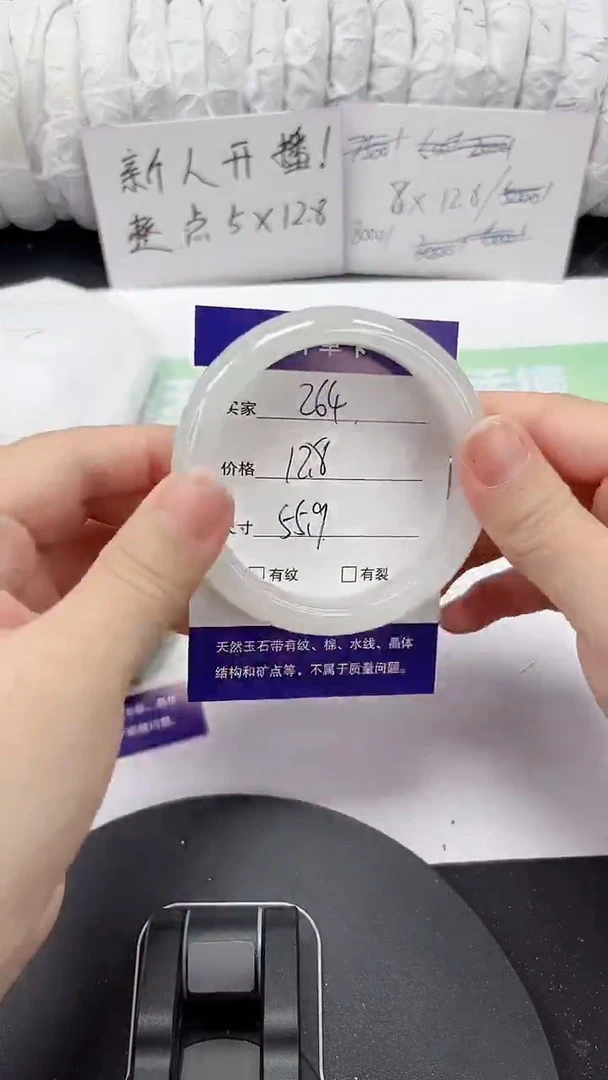 新人开播!
整点5×12.8
8×12.8/
买家 264
价格 12.8
寸 55.9
□有纹 □有裂
天然玉石带有纹、棉、水线、晶体
结构和矿点等，不属于质量问题。